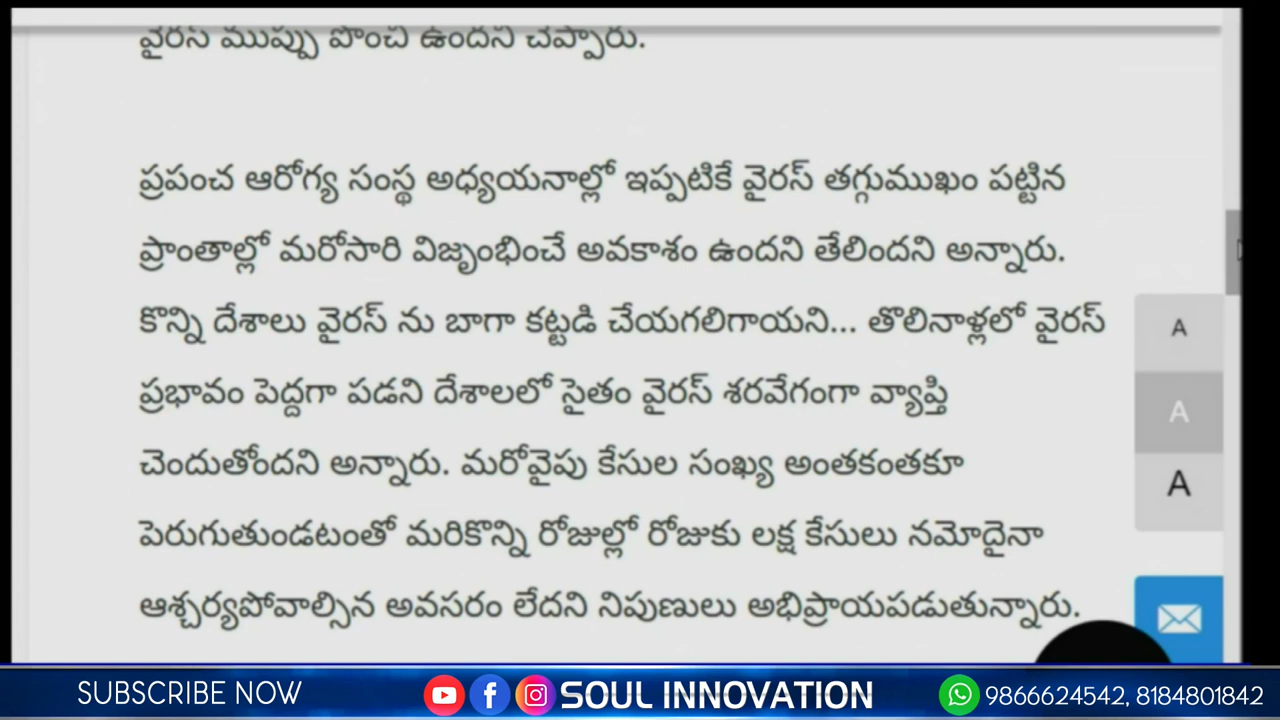 వైరస్ ముప్పు పొంచి ఉందని చెప్పారు.
ప్రపంచ ఆరోగ్య సంస్థ అధ్యయనాల్లో ఇప్పటికే వైరస్ తగ్గుముఖం పట్టిన
ప్రాంతాల్లో మరోసారి విజృంభించే అవకాశం ఉందని తేలిందని అన్నారు.
కొన్ని దేశాలు వైరస్ ను బాగా కట్టడి చేయగలిగాయని... తొలినాళ్లలో వైరస్
ప్రభావం పెద్దగా పడని దేశాలలో సైతం వైరస్ శరవేగంగా వ్యాప్తి
చెందుతోందని అన్నారు. మరోవైపు కేసుల సంఖ్య అంతకంతకూ
పెరుగుతుండటంతో మరికొన్ని రోజుల్లో రోజుకు లక్ష కేసులు నమోదైనా
ఆశ్చర్యపోవాల్సిన అవసరం లేదని నిపుణులు అభిప్రాయపడుతున్నారు.
A
A
A
SUBSCRIBE NOW SOUL INNOVATION 9866624542, 8184801842